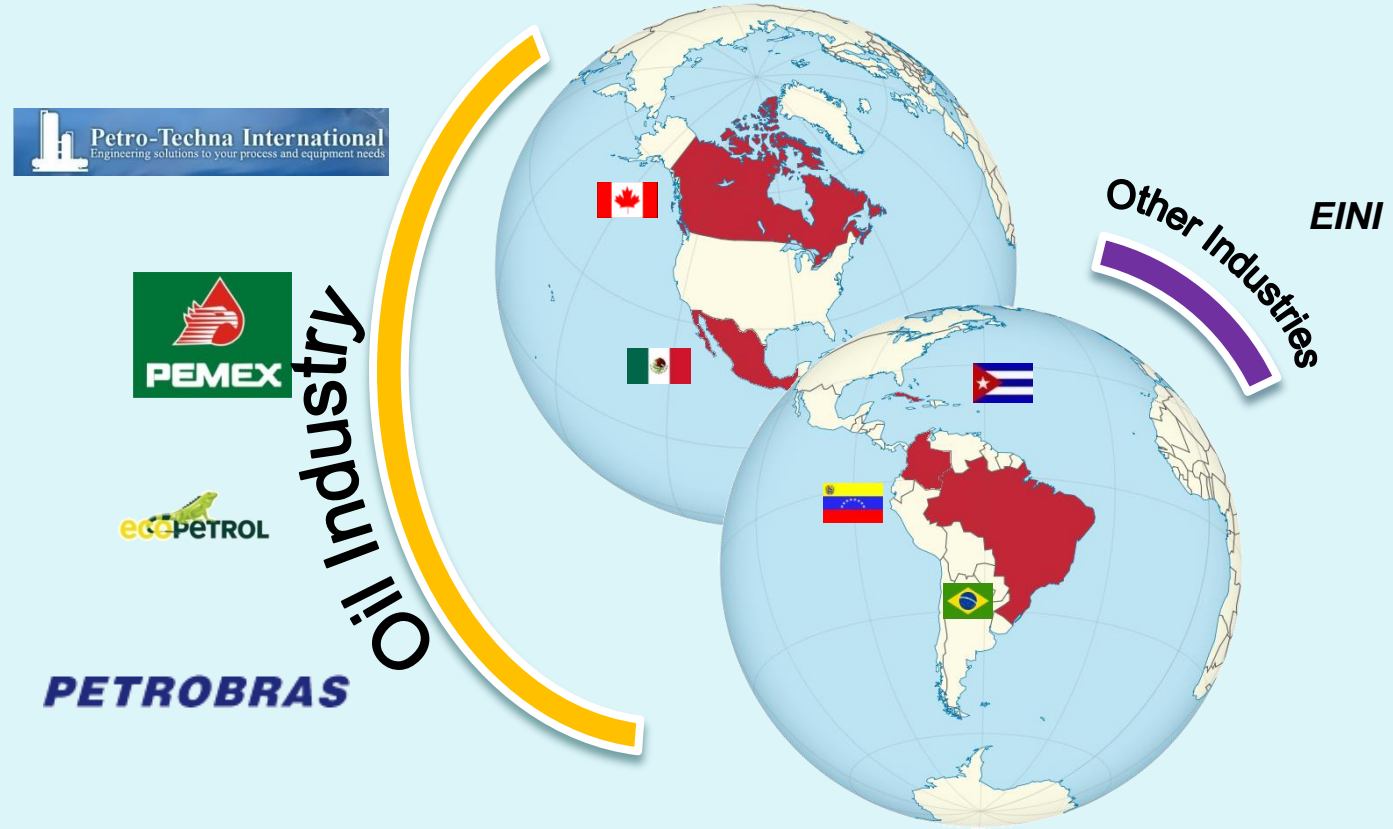 Petro-Techna International
Engineering solutions to your process and equipment needs
PEMEX
ecoPETROL
PETROBRAS
Oil Industry
Other Industries
EINI